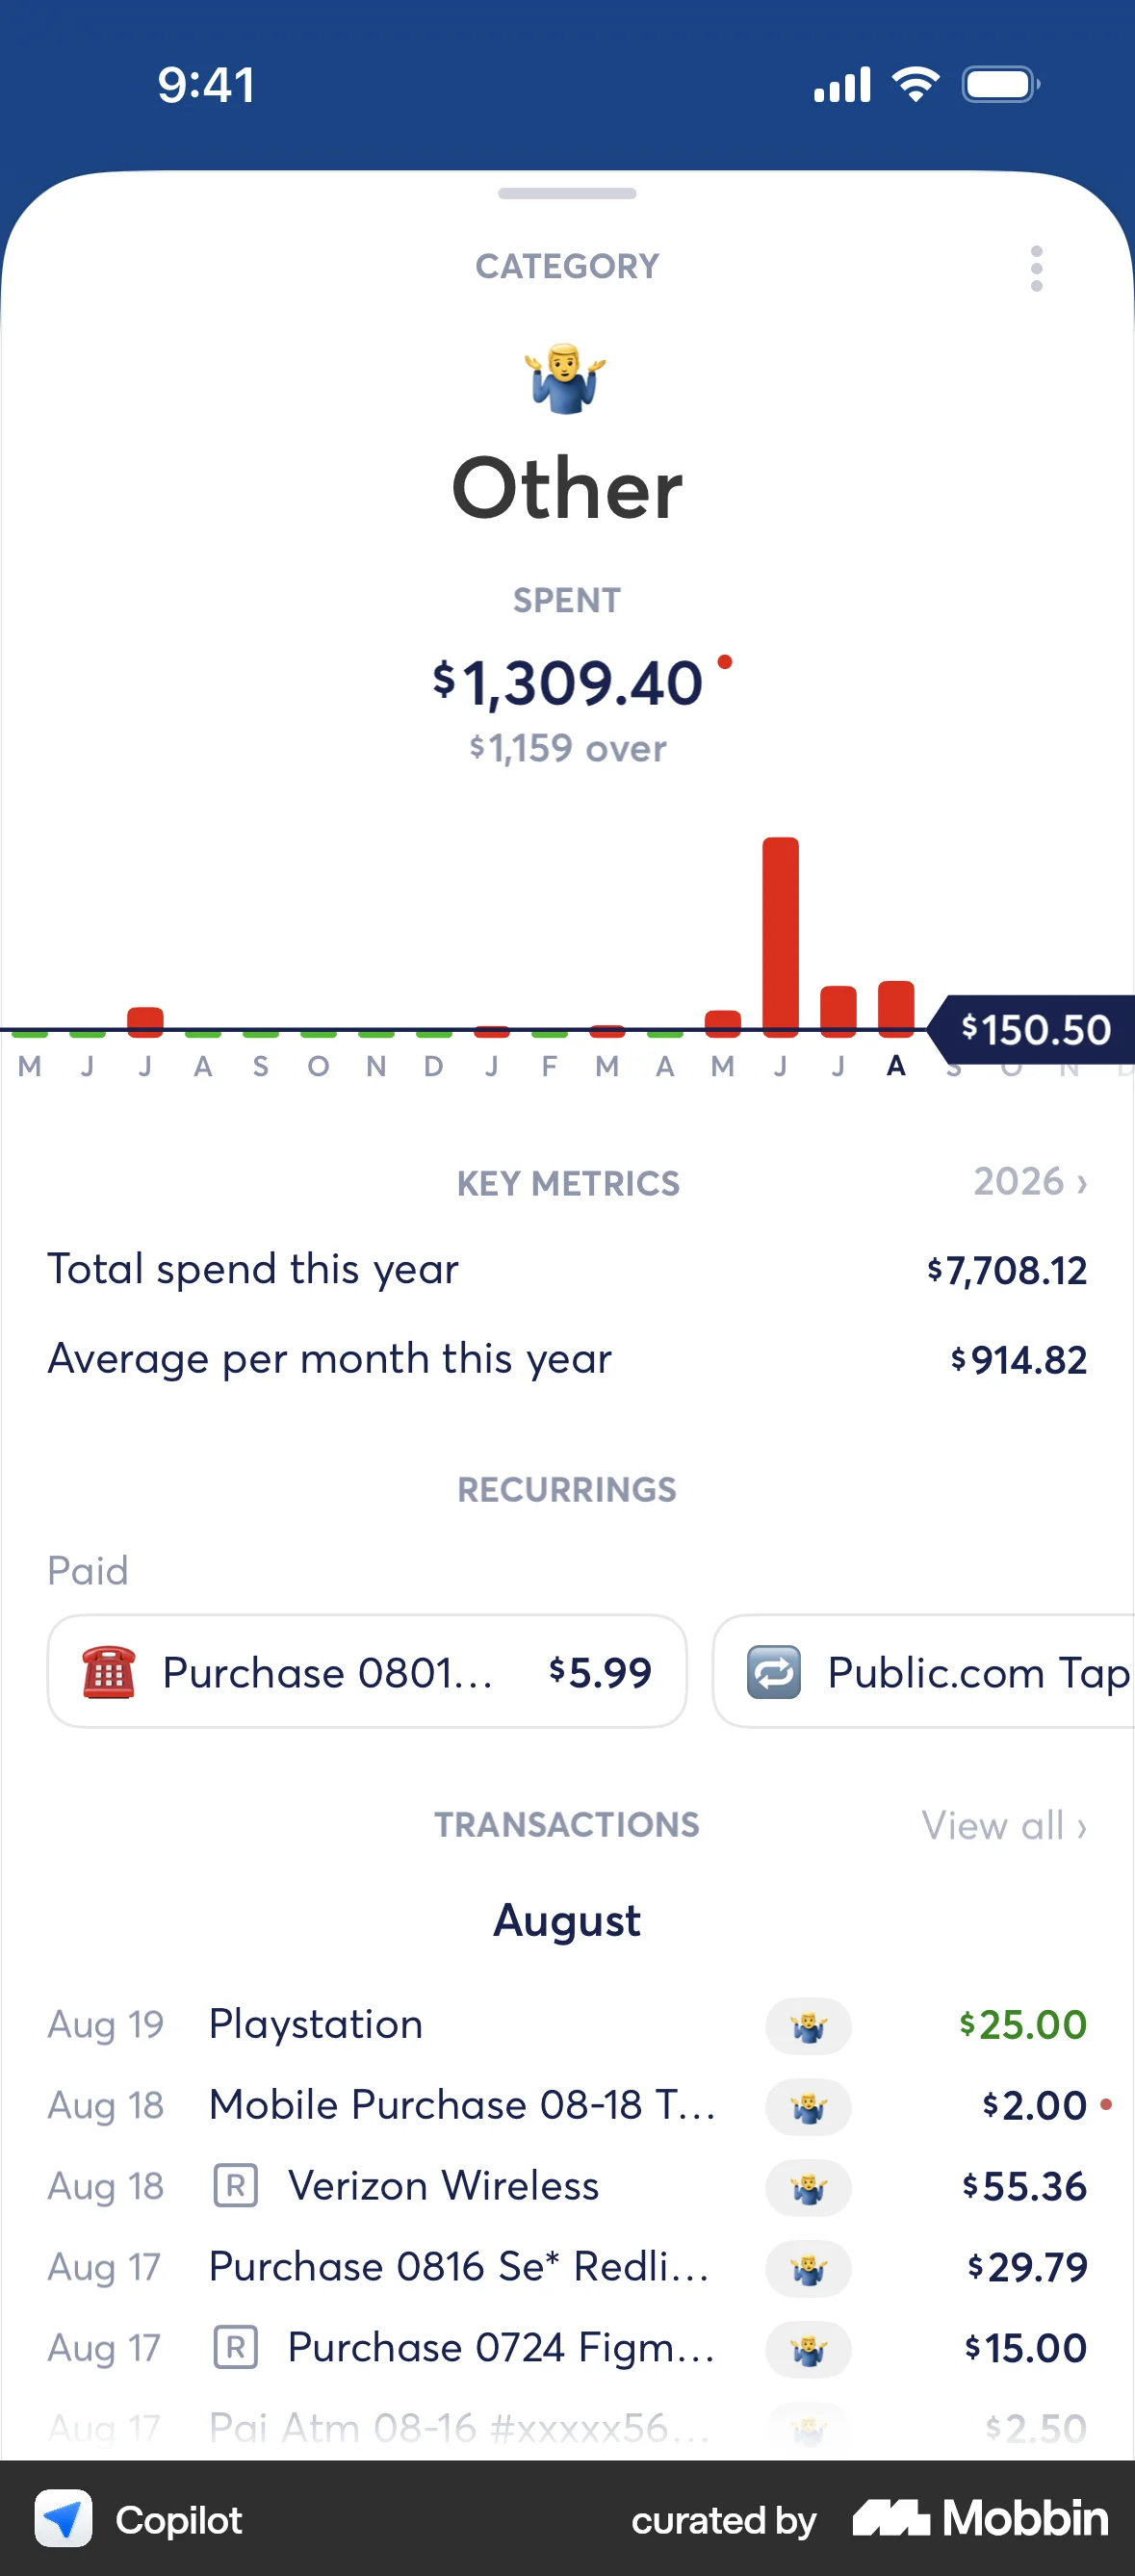 9:41
CATEGORY
Other
SPENT
$1,309.40
$1,159 over
$150.50
M J J A S O N D J F M A M J J A S O N D
KEY METRICS 2026 ›
Total spend this year $7,708.12
Average per month this year $914.82
RECURRINGS
Paid
Purchase 0801... $5.99 Public.com Tap
TRANSACTIONS View all ›
August
Aug 19 Playstation $25.00
Aug 18 Mobile Purchase 08-18 T... $2.00
Aug 18 R Verizon Wireless $55.36
Aug 17 Purchase 0816 Se* Redli... $29.79
Aug 17 R Purchase 0724 Figm... $15.00
Aug 17 Pai Atm 08-16 #xxxxx56... $2.50
Copilot curated by Mobbin